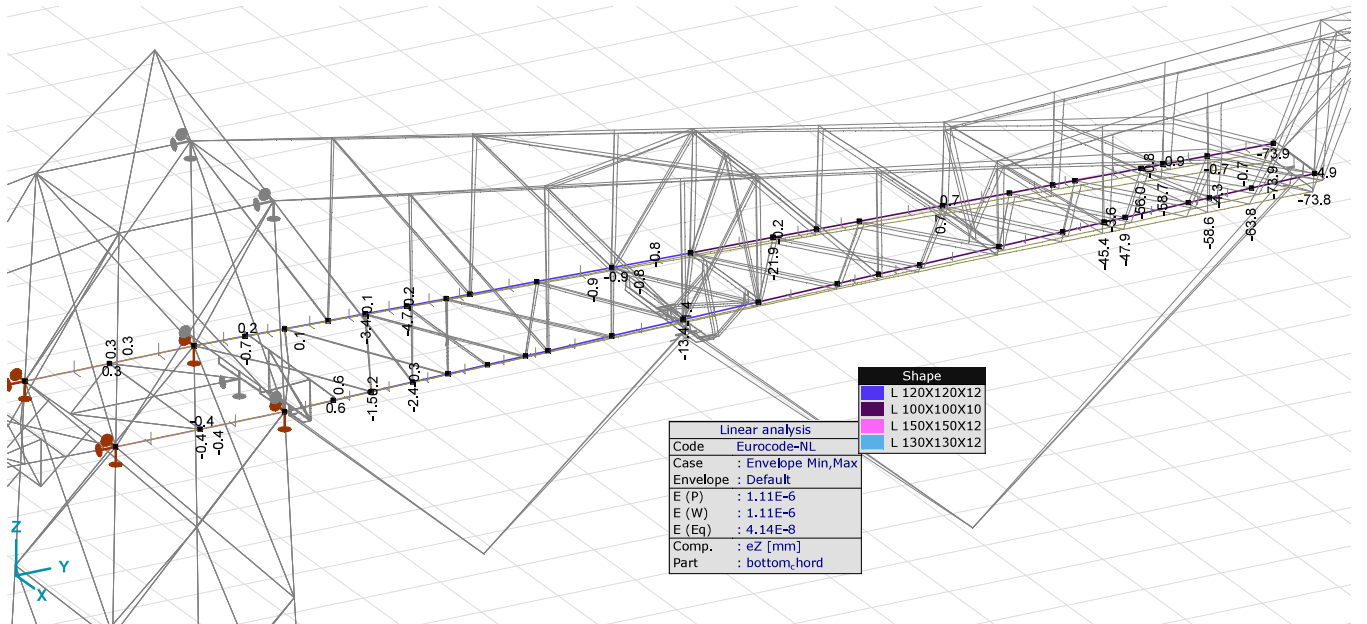 -73.9
-4.9
-73.8
-0.8
-0.9
-0.7
-0.7
-73.9
-56.0
-58.7
-58.6
-63.8
-45.4
-47.9
0.7
0.7
-0.2
-21.9
-0.8
-0.9
-0.8
-0.9
-13.4
-0.2
-4.7
-0.1
-3.4
0.2
-0.7
0.1
0.3
0.3
0.3
0.6
0.6
-0.2
-1.5
-0.3
-2.4
-0.4
-0.4
-0.4
Shape
L 120X120X12
L 100X100X10
L 150X150X12
L 130X130X12
Linear analysis
Code Eurocode-NL
Case : Envelope Min,Max
Envelope : Default
E (P) : 1.11E-6
E (W) : 1.11E-6
E (Eq) : 4.14E-8
Comp. : eZ [mm]
Part : bottom_chord
Z
Y
X